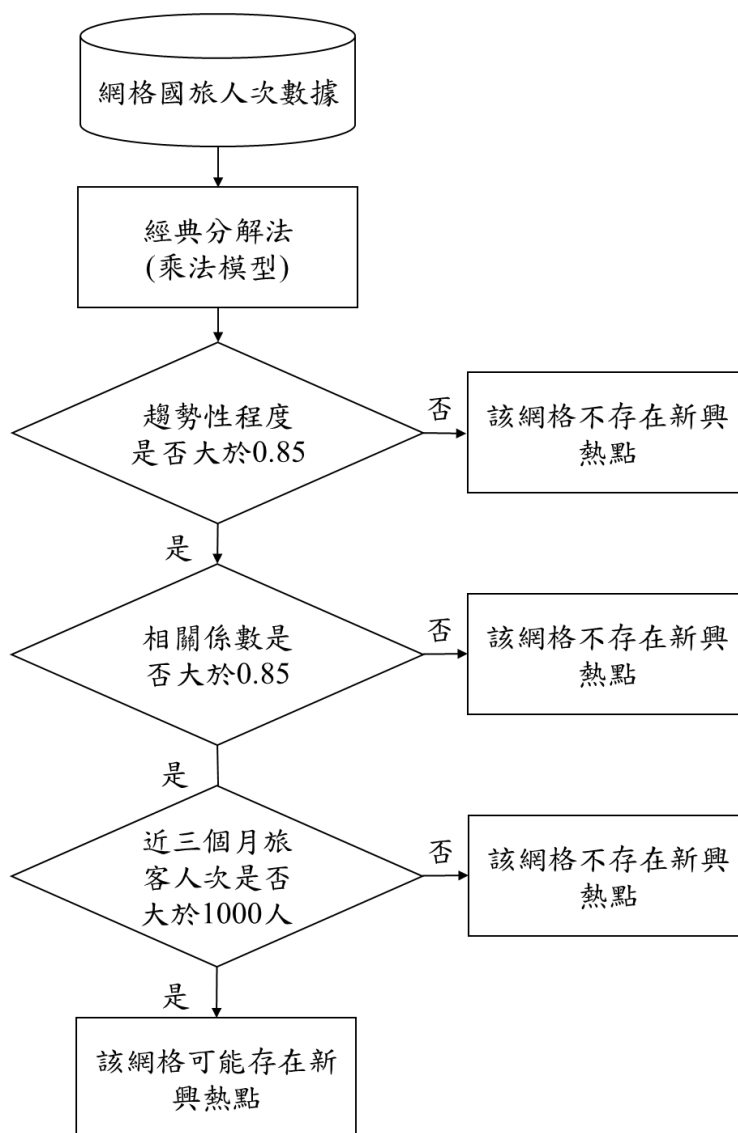 網格國旅人次數據
經典分解法
(乘法模型)
趨勢性程度
是否大於0.85
否
該網格不存在新興
熱點
是
相關係數是
否大於0.85
否
該網格不存在新興
熱點
是
近三個月旅
客人次是否
大於1000人
否
該網格不存在新興
熱點
是
該網格可能存在新
興熱點